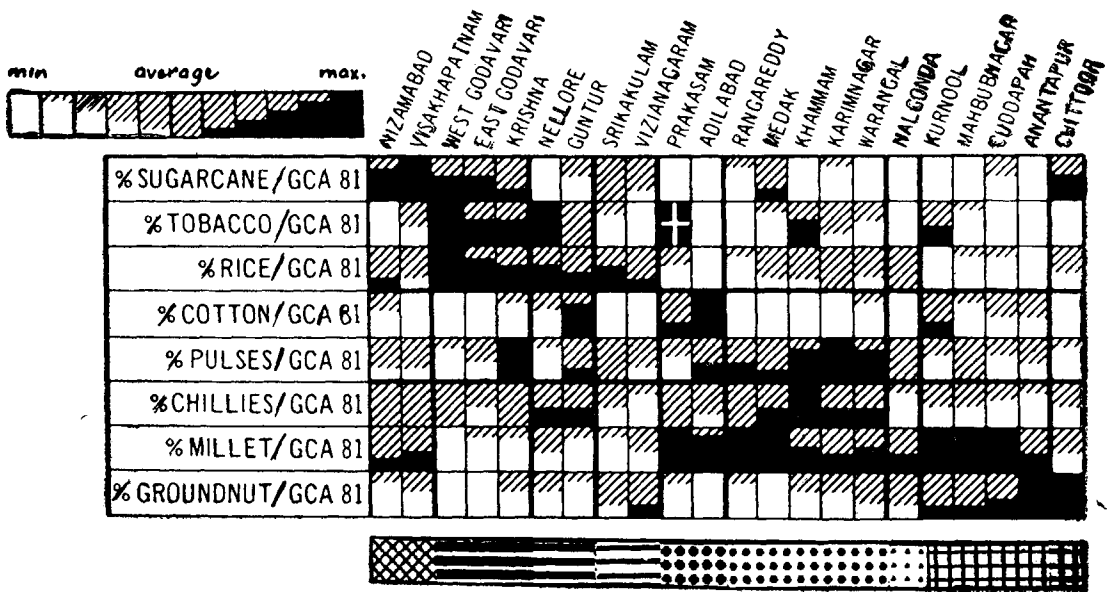 min average max.
NIZAMABAD
VISAKHAPATNAM
WEST GODAVARI
EAST GODAVARI
KRISHNA
NELLORE
GUNTUR
SRIKAKULAM
VIZIANAGARAM
PRAKASAM
ADILABAD
RANGAREDDY
MEDAK
KHAMMAM
KARIMNAGAR
WARANGAL
NALGONDA
KURNOOL
MAHBUBNAGAR
CUDDAPAH
ANANTAPUR
CHITTOOR
% SUGARCANE/GCA 81
% TOBACCO/GCA 81
% RICE/GCA 81
% COTTON/GCA 81
% PULSES/GCA 81
% CHILLIES/GCA 81
% MILLET/GCA 81
% GROUNDNUT/GCA 81